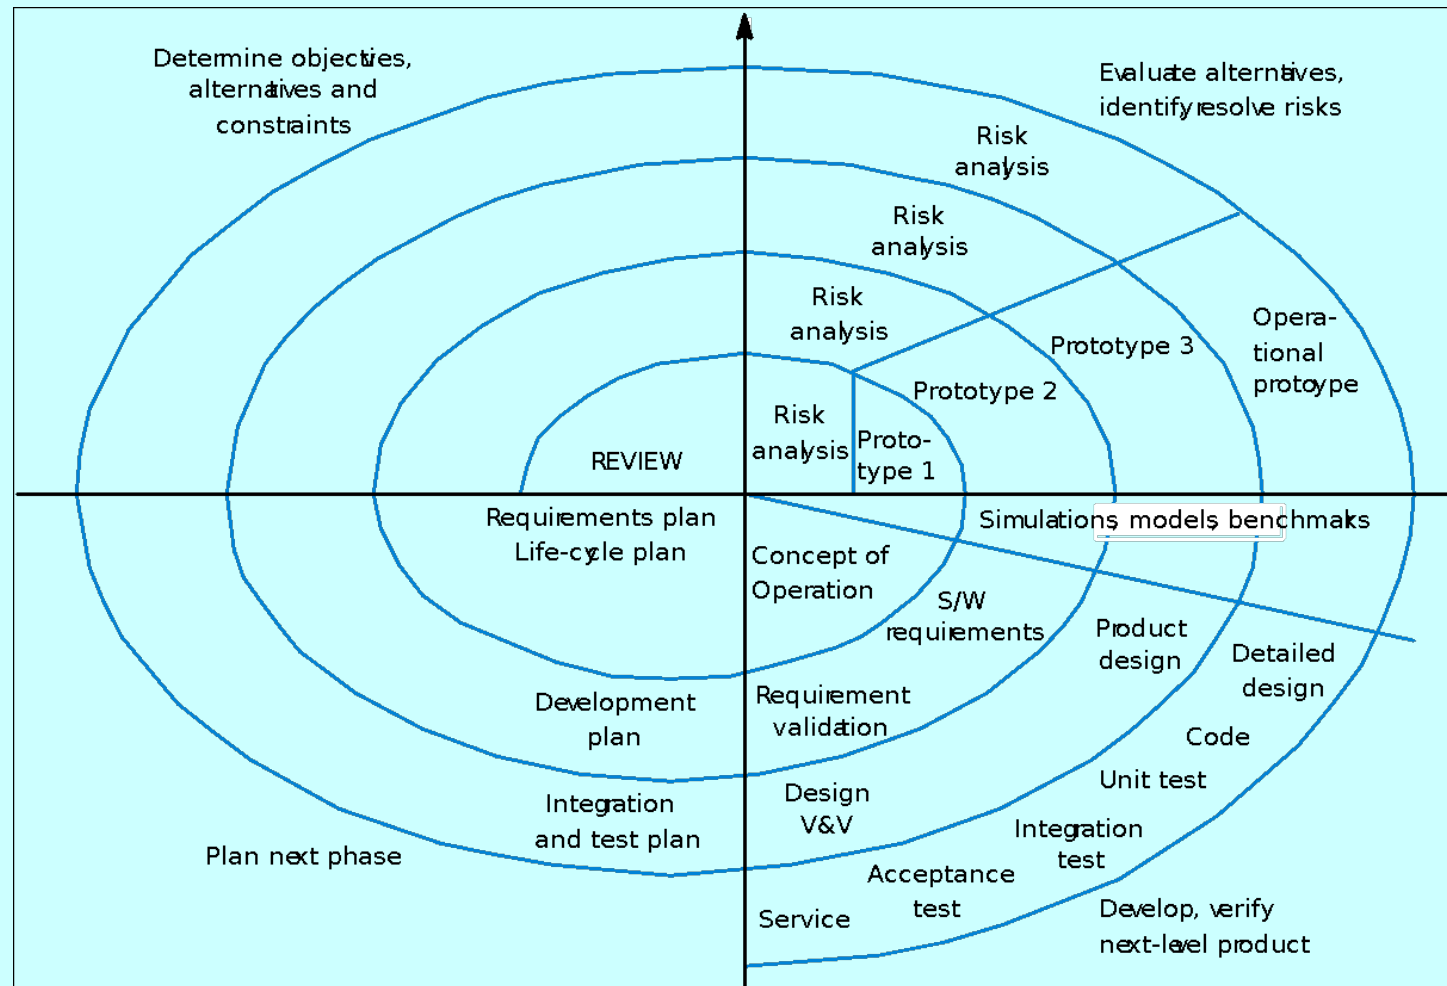 Determine objectives,
alternatives and
constraints
Evaluate alternatives,
identify, resolve risks
Risk
analysis
Risk
analysis
Risk
analysis
Risk
analysis
Proto-
type 1
Prototype 2
Prototype 3
Opera-
tional
protoype
REVIEW
Requirements plan
Life-cycle plan
Concept of
Operation
Simulations, models, benchmaks
S/W
requirements
Product
design
Detailed
design
Development
plan
Requirement
validation
Code
Unit test
Integration
and test plan
Design
V&V
Integration
test
Plan next phase
Acceptance
test
Service
Develop, verify
next-level product